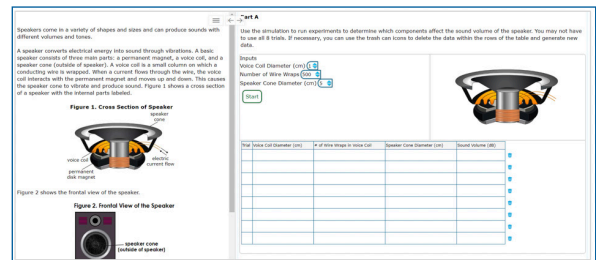 Speakers come in a variety of shapes and sizes and can produce sounds with
different volumes and tones.
A speaker converts electrical energy into sound through vibrations. A basic
speaker consists of three main parts: a permanent magnet, a voice coil, and a
speaker cone (outside of speaker). A voice coil is a small column on which a
conducting wire is wrapped. When a current flows through the wire, the voice
coil interacts with the permanent magnet and moves up and down. This causes
the speaker cone to vibrate and produce sound. Figure 1 shows a cross section
of a speaker with the internal parts labeled.
Figure 1. Cross Section of Speaker
speaker
cone
voice coil
electric
current flow
permanent
disk magnet
Figure 2 shows the frontal view of the speaker.
Figure 2. Frontal View of the Speaker
speaker cone
(outside of speaker)
Part A
Use the simulation to run experiments to determine which components affect the sound volume of the speaker. You may not have
to use all 8 trials. If necessary, you can use the trash can icons to delete the data within the rows of the table and generate new
data.
Inputs
Voice Coil Diameter (cm) 1
Number of Wire Wraps 500
Speaker Cone Diameter (cm) 5
Start
Trial Voice Coil Diameter (cm) # of Wire Wraps in Voice Coil Speaker Cone Diameter (cm) Sound Volume (dB)